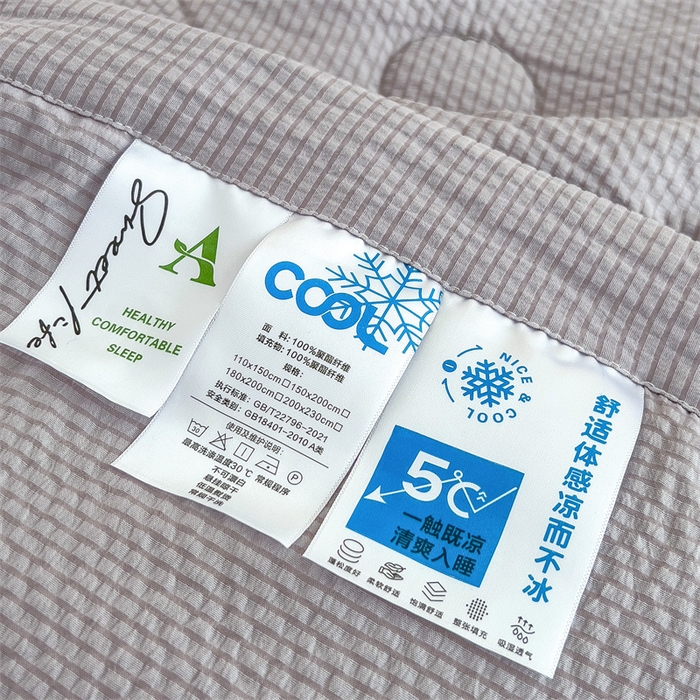 Sweet life
A
HEALTHY
COMFORTABLE
SLEEP
COOL
面 料: 100%聚酯纤维
填充物: 100%聚酯纤维
规格:
110x150cm□ 150x200cm□
180x200cm□ 200x230cm□
执行标准: GB/T22796-2021
安全类别: GB18401-2010 A类
使用及维护说明:
P
最高洗涤温度30℃ 常规程序
不可漂白
悬挂晾干
低温熨烫
常规干洗
NICE &
COOL
舒适体感凉而不冰
5℃
一触既凉
清爽入睡
蓬松度好
柔软舒适
饱满舒适
整张填充
吸湿透气